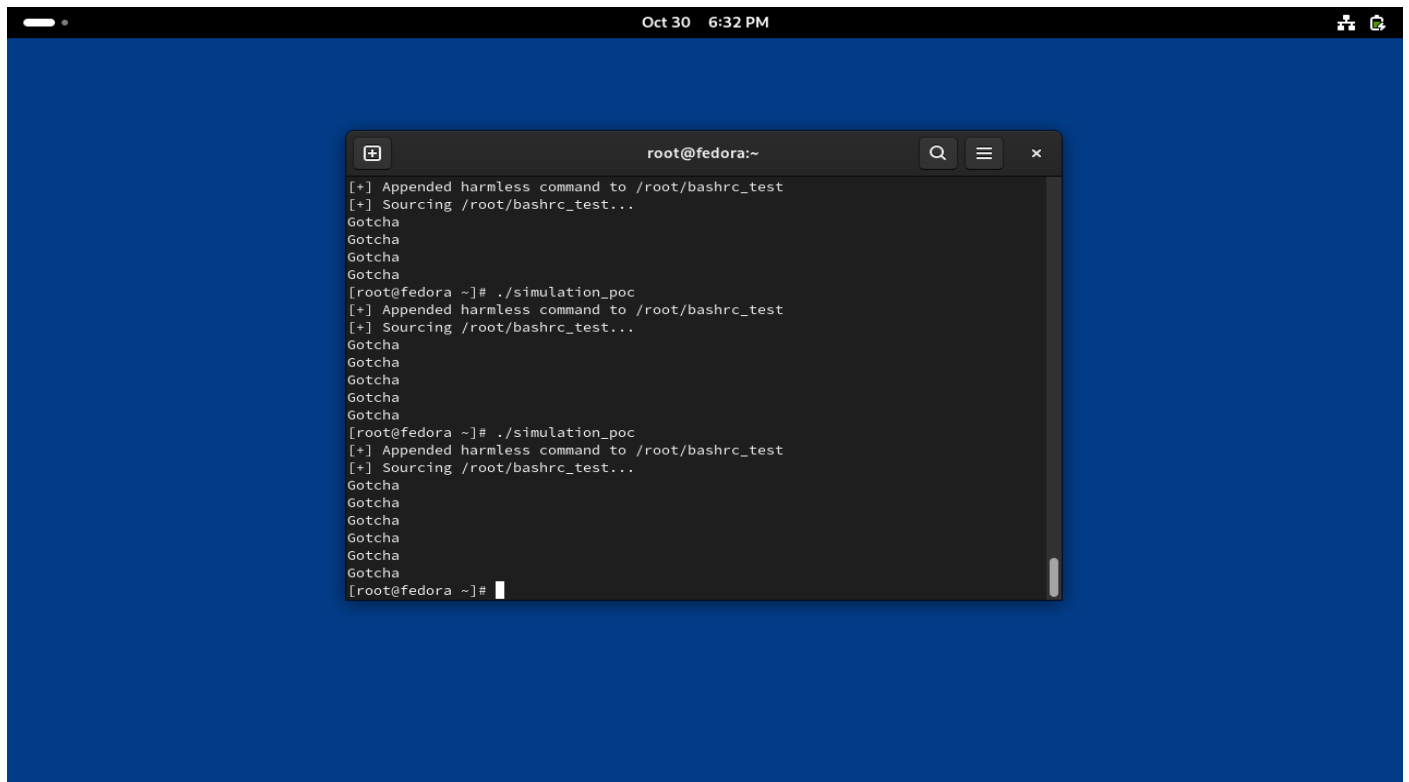 Oct 30 6:32 PM
root@fedora:~
[+] Appended harmless command to /root/bashrc_test
[+] Sourcing /root/bashrc_test...
Gotcha
Gotcha
Gotcha
Gotcha
[root@fedora ~]# ./simulation_poc
[+] Appended harmless command to /root/bashrc_test
[+] Sourcing /root/bashrc_test...
Gotcha
Gotcha
Gotcha
Gotcha
Gotcha
[root@fedora ~]# ./simulation_poc
[+] Appended harmless command to /root/bashrc_test
[+] Sourcing /root/bashrc_test...
Gotcha
Gotcha
Gotcha
Gotcha
Gotcha
Gotcha
[root@fedora ~]#